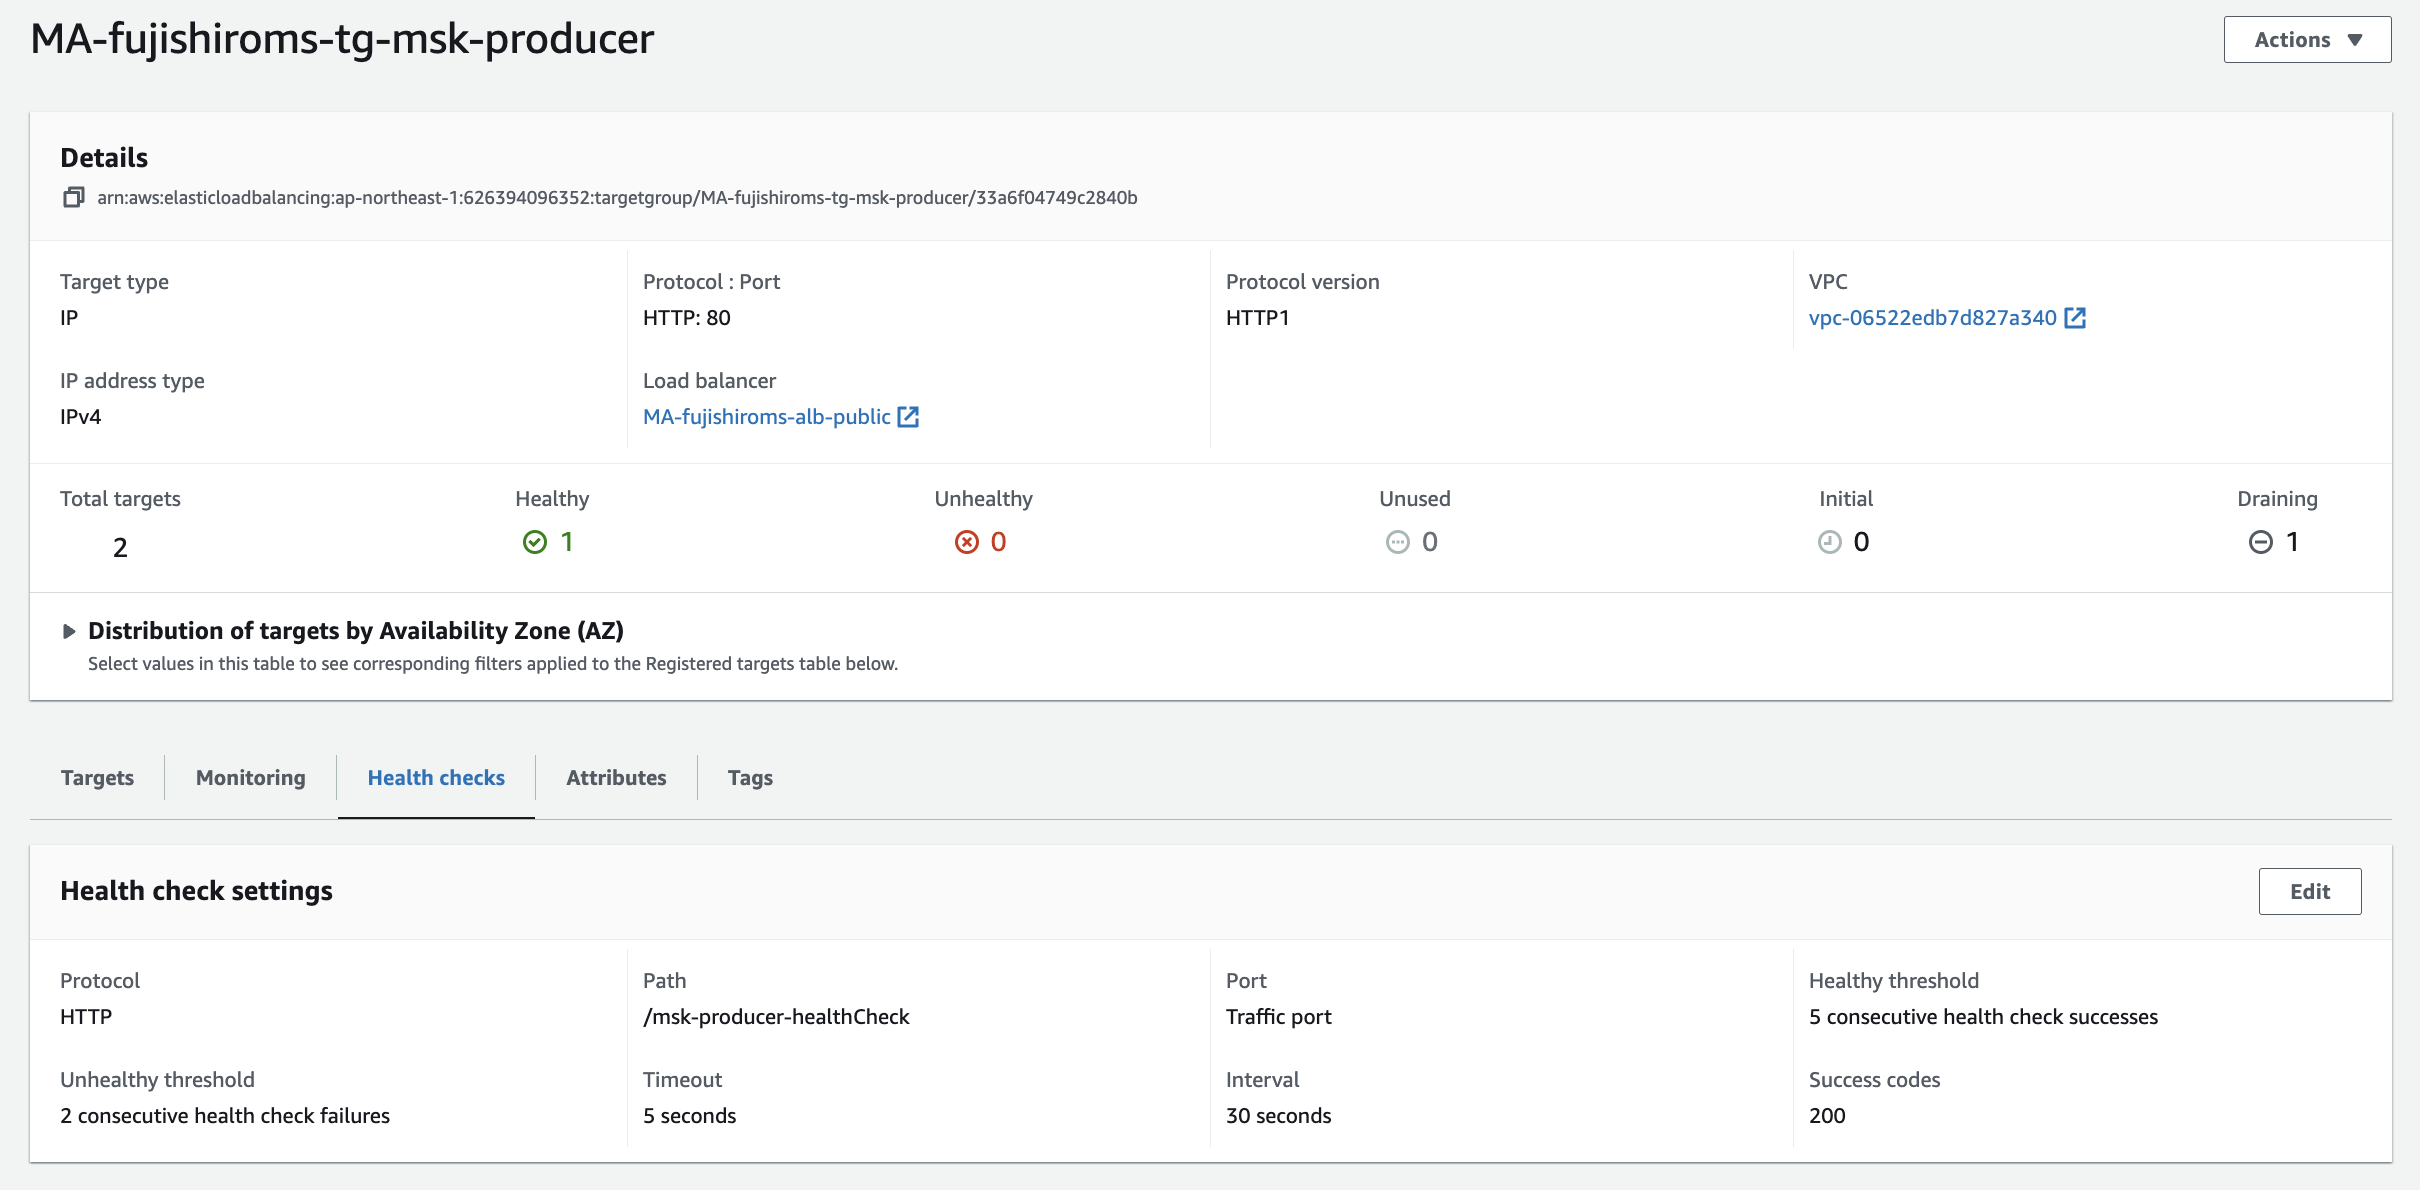 MA-fujishiroms-tg-msk-producer
Actions
Details
arn:aws:elasticloadbalancing:ap-northeast-1:626394096352:targetgroup/MA-fujishiroms-tg-msk-producer/33a6f04749c2840b
Target type
IP
Protocol : Port
HTTP: 80
Protocol version
HTTP1
VPC
vpc-06522edb7d827a340
IP address type
IPv4
Load balancer
MA-fujishiroms-alb-public
Total targets
2
Healthy
1
Unhealthy
0
Unused
0
Initial
0
Draining
1
Distribution of targets by Availability Zone (AZ)
Select values in this table to see corresponding filters applied to the Registered targets table below.
Targets
Monitoring
Health checks
Attributes
Tags
Health check settings
Edit
Protocol
HTTP
Path
/msk-producer-healthCheck
Port
Traffic port
Healthy threshold
5 consecutive health check successes
Unhealthy threshold
2 consecutive health check failures
Timeout
5 seconds
Interval
30 seconds
Success codes
200